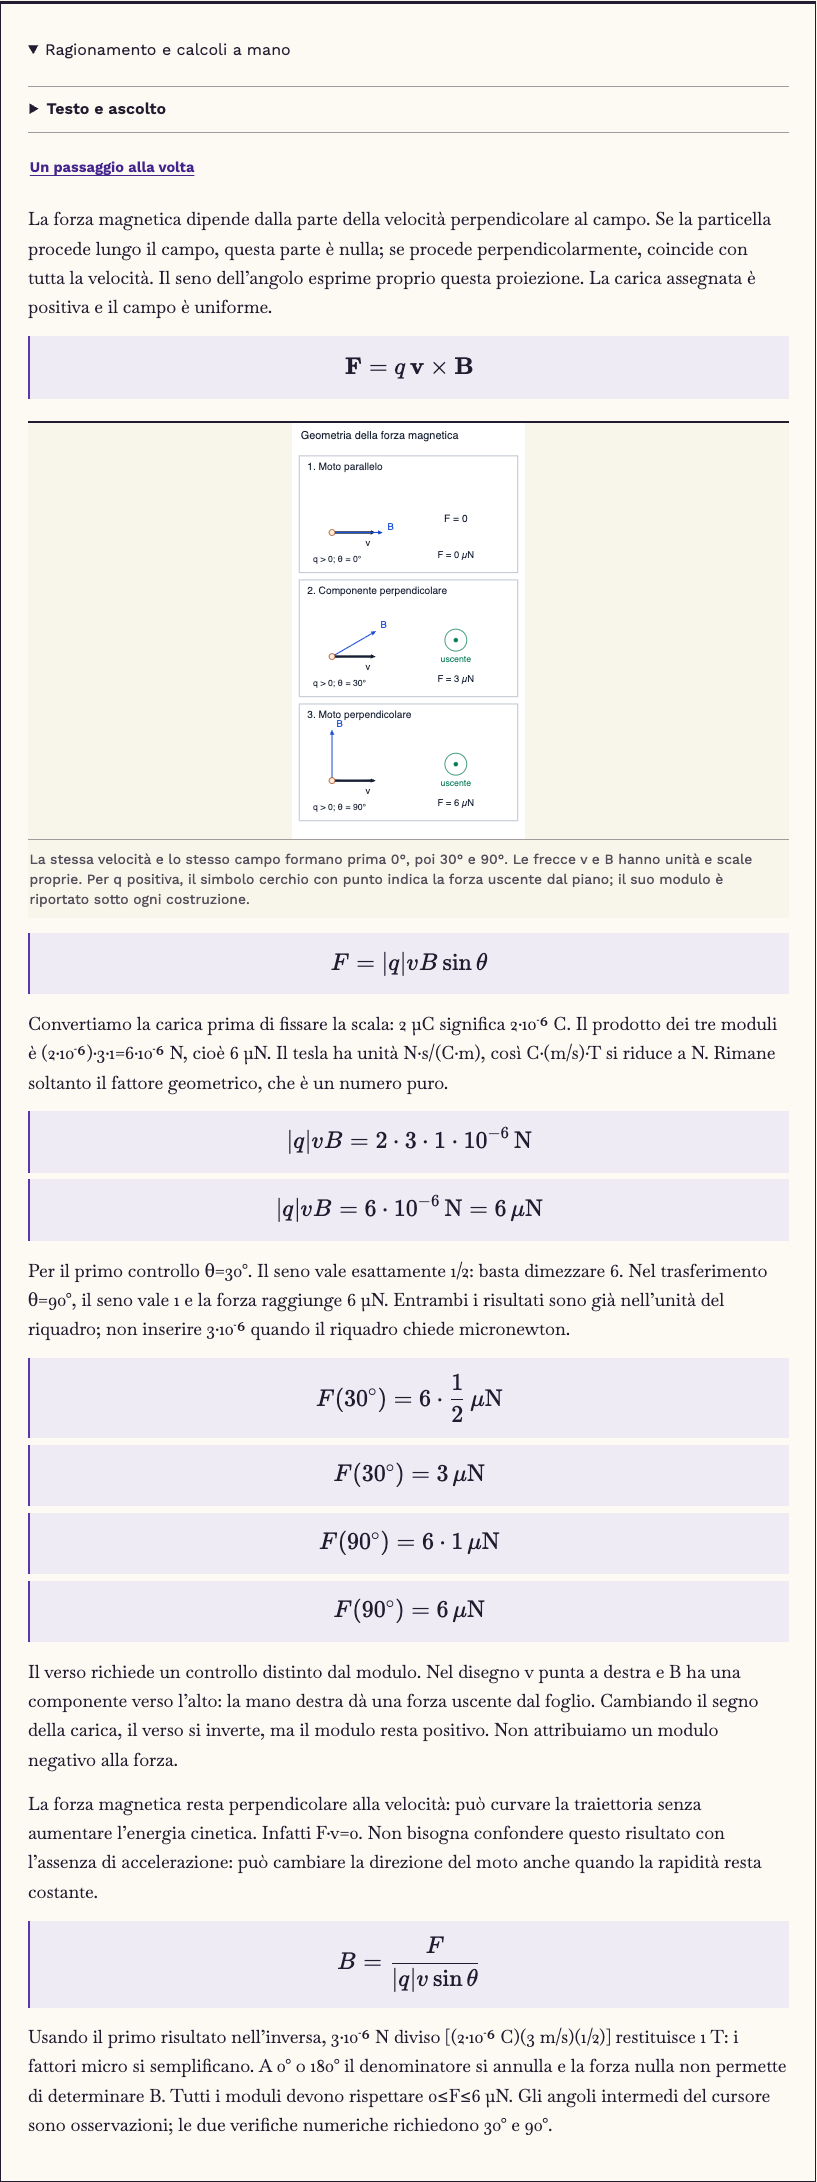 ▼ Ragionamento e calcoli a mano
▶ Testo e ascolto
Un passaggio alla volta
La forza magnetica dipende dalla parte della velocità perpendicolare al campo. Se la particella
procede lungo il campo, questa parte è nulla; se procede perpendicolarmente, coincide con
tutta la velocità. Il seno dell’angolo esprime proprio questa proiezione. La carica assegnata è
positiva e il campo è uniforme.
F = q v × B
Geometria della forza magnetica
1. Moto parallelo
B
v
F = 0
q > 0; θ = 0°
F = 0 μN
2. Componente perpendicolare
B
v
uscente
q > 0; θ = 30°
F = 3 μN
3. Moto perpendicolare
B
v
uscente
q > 0; θ = 90°
F = 6 μN
La stessa velocità e lo stesso campo formano prima 0°, poi 30° e 90°. Le frecce v e B hanno unità e scale
proprie. Per q positiva, il simbolo cerchio con punto indica la forza uscente dal piano; il suo modulo è
riportato sotto ogni costruzione.
F = |q|vB sin θ
Convertiamo la carica prima di fissare la scala: 2 μC significa 2·10⁻⁶ C. Il prodotto dei tre moduli
è (2·10⁻⁶)·3·1=6·10⁻⁶ N, cioè 6 μN. Il tesla ha unità N·s/(C·m), così C·(m/s)·T si riduce a N. Rimane
soltanto il fattore geometrico, che è un numero puro.
|q|vB = 2 · 3 · 1 · 10⁻⁶ N
|q|vB = 6 · 10⁻⁶ N = 6 μN
Per il primo controllo θ=30°. Il seno vale esattamente 1/2: basta dimezzare 6. Nel trasferimento
θ=90°, il seno vale 1 e la forza raggiunge 6 μN. Entrambi i risultati sono già nell’unità del
riquadro; non inserire 3·10⁻⁶ quando il riquadro chiede micronewton.
F(30°) = 6 · 1/2 μN
F(30°) = 3 μN
F(90°) = 6 · 1 μN
F(90°) = 6 μN
Il verso richiede un controllo distinto dal modulo. Nel disegno v punta a destra e B ha una
componente verso l’alto: la mano destra dà una forza uscente dal foglio. Cambiando il segno
della carica, il verso si inverte, ma il modulo resta positivo. Non attribuiamo un modulo
negativo alla forza.
La forza magnetica resta perpendicolare alla velocità: può curvare la traiettoria senza
aumentare l’energia cinetica. Infatti F·v=0. Non bisogna confondere questo risultato con
l’assenza di accelerazione: può cambiare la direzione del moto anche quando la rapidità resta
costante.
B = F / (|q|v sin θ)
Usando il primo risultato nell’inversa, 3·10⁻⁶ N diviso [(2·10⁻⁶ C)(3 m/s)(1/2)] restituisce 1 T: i
fattori micro si semplificano. A 0° o 180° il denominatore si annulla e la forza nulla non permette
di determinare B. Tutti i moduli devono rispettare 0≤F≤6 μN. Gli angoli intermedi del cursore
sono osservazioni; le due verifiche numeriche richiedono 30° e 90°.